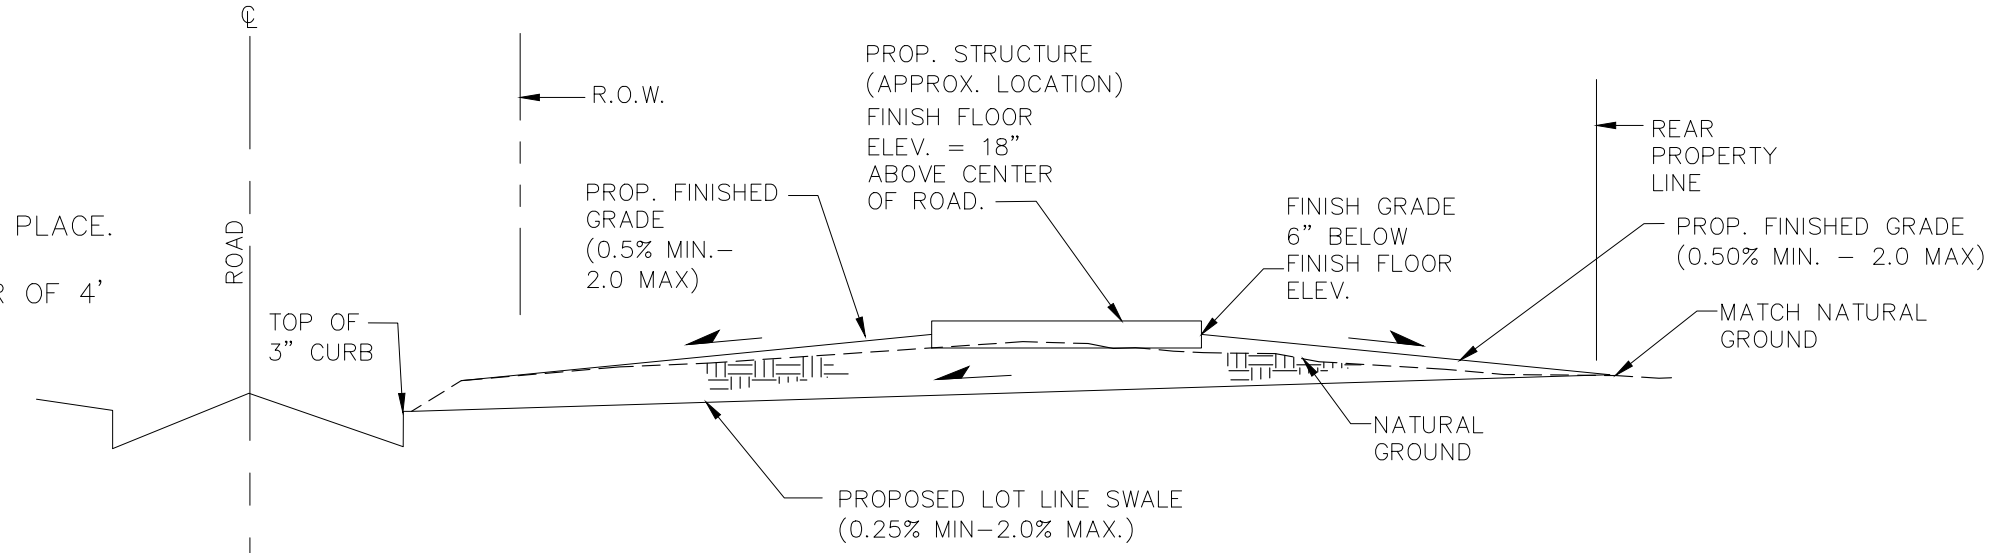 ℄
R.O.W.
PROP. STRUCTURE
(APPROX. LOCATION)
FINISH FLOOR
ELEV. = 18”
ABOVE CENTER
OF ROAD.
REAR
PROPERTY
LINE
PROP. FINISHED
GRADE
(0.5% MIN.–
2.0 MAX)
FINISH GRADE
6” BELOW
FINISH FLOOR
ELEV.
PROP. FINISHED GRADE
(0.50% MIN. – 2.0 MAX)
PLACE.
R OF 4’
ROAD
TOP OF
3” CURB
MATCH NATURAL
GROUND
NATURAL
GROUND
PROPOSED LOT LINE SWALE
(0.25% MIN–2.0% MAX.)